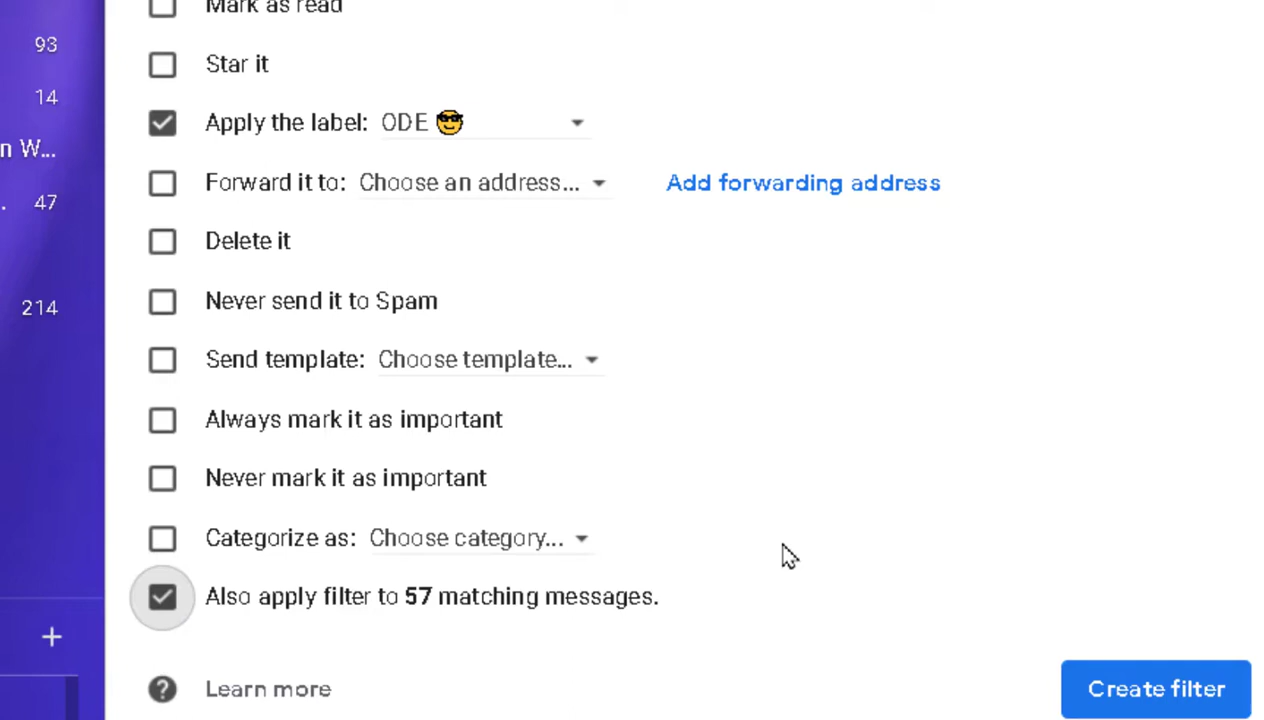 Mark as read
93
Star it
14
Apply the label: ODE 😎
n W...
Forward it to: Choose an address... Add forwarding address
. 47
Delete it
Never send it to Spam
214
Send template: Choose template...
Always mark it as important
Never mark it as important
Categorize as: Choose category...
Also apply filter to 57 matching messages.
+
? Learn more
Create filter